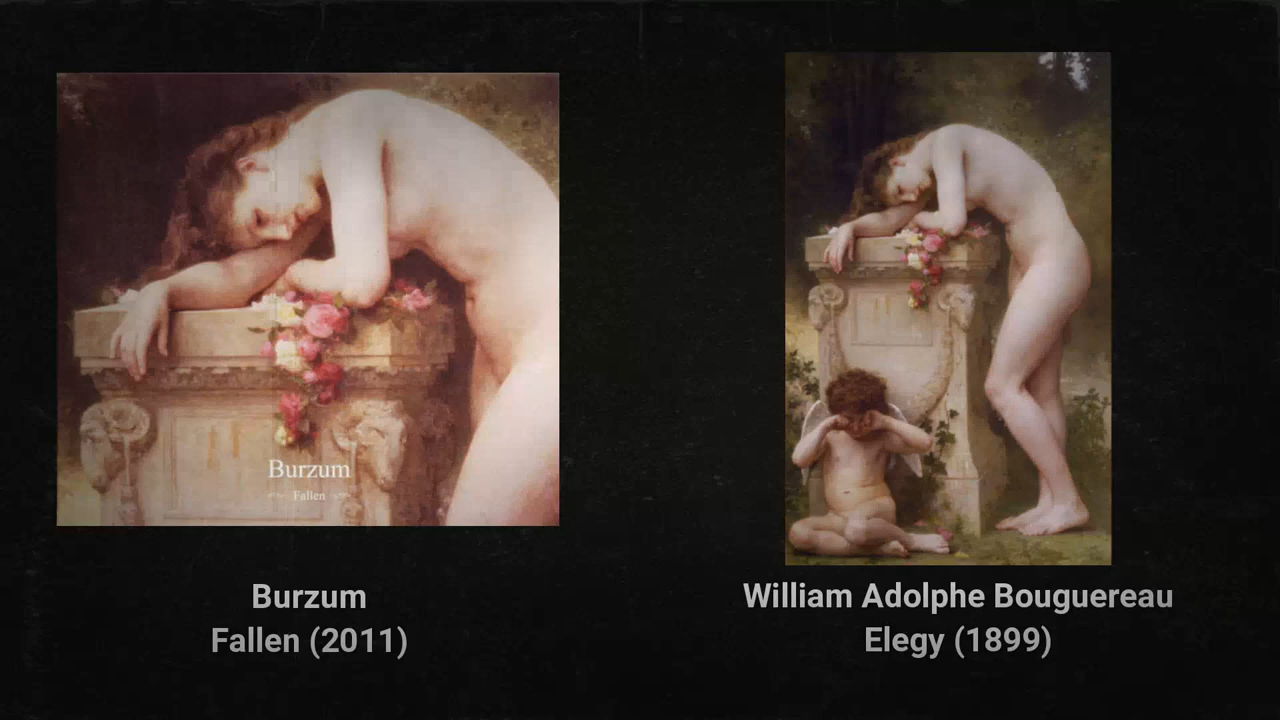 Burzum
Fallen
Burzum
Fallen (2011)
William Adolphe Bouguereau
Elegy (1899)